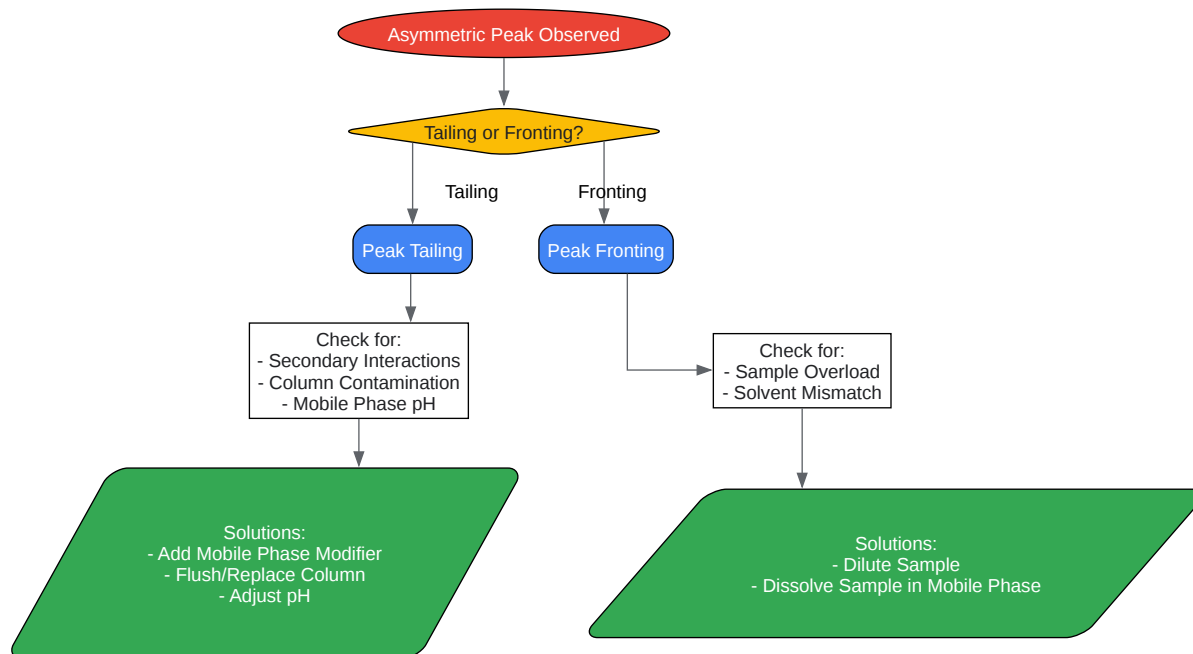 Asymmetric Peak Observed
Tailing or Fronting?
Tailing
Fronting
Peak Tailing
Peak Fronting
Check for:
- Secondary Interactions
- Column Contamination
- Mobile Phase pH
Check for:
- Sample Overload
- Solvent Mismatch
Solutions:
- Add Mobile Phase Modifier
- Flush/Replace Column
- Adjust pH
Solutions:
- Dilute Sample
- Dissolve Sample in Mobile Phase